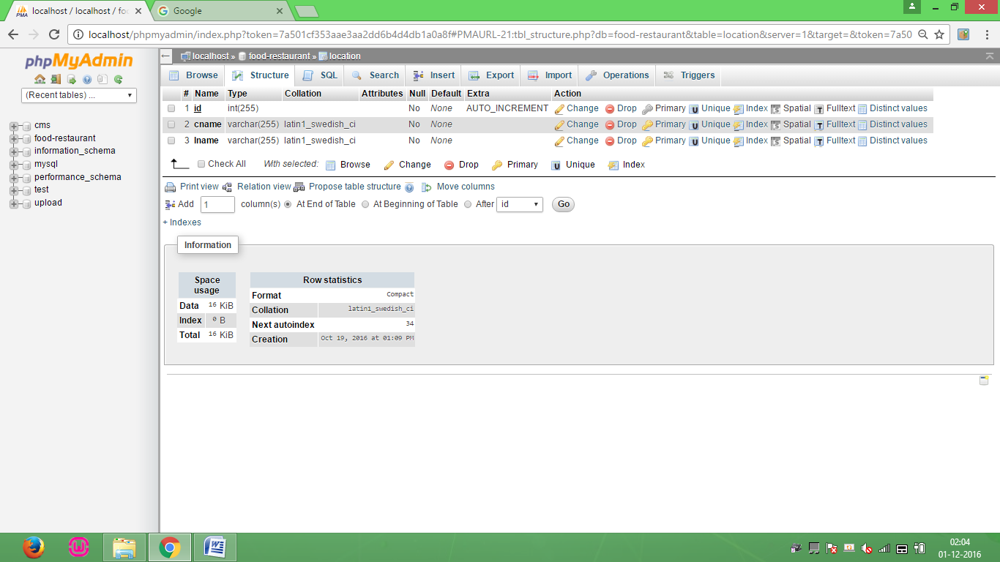 localhost / localhost / foo
Google
localhost/phpmyadmin/index.php?token=7a501cf353aae3aa2dd6b4d4db1a0a8f#PMAURL-21:tbl_structure.php?db=food-restaurant&table=location&server=1&target=&token=7a50
phpMyAdmin
(Recent tables) ...
cms
food-restaurant
information_schema
mysql
performance_schema
test
upload
localhost » food-restaurant » location
Browse Structure SQL Search Insert Export Import Operations Triggers
# Name Type Collation Attributes Null Default Extra Action
1 id int(255) No None AUTO_INCREMENT Change Drop Primary Unique Index Spatial Fulltext Distinct values
2 cname varchar(255) latin1_swedish_ci No None Change Drop Primary Unique Index Spatial Fulltext Distinct values
3 lname varchar(255) latin1_swedish_ci No None Change Drop Primary Unique Index Spatial Fulltext Distinct values
Check All With selected: Browse Change Drop Primary Unique Index
Print view Relation view Propose table structure Move columns
Add 1 column(s) At End of Table At Beginning of Table After id Go
+ Indexes
Information
Space usage
Data 16 KiB
Index 0 B
Total 16 KiB
Row statistics
Format Compact
Collation latin1_swedish_ci
Next autoindex 34
Creation Oct 19, 2016 at 01:09 PM
02:04
01-12-2016